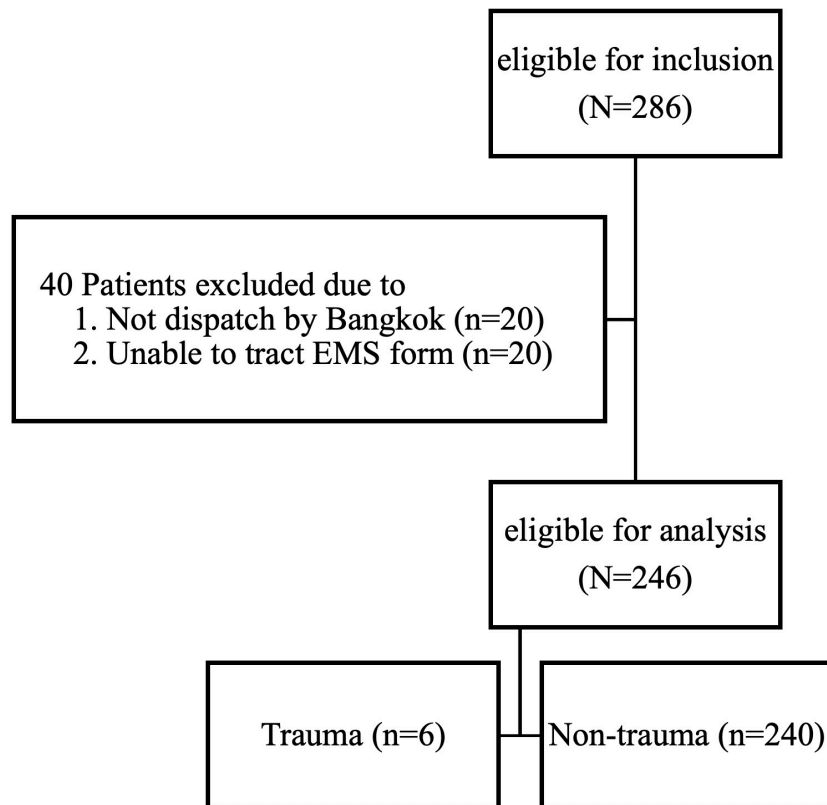 eligible for inclusion
(N=286)
40 Patients excluded due to
1. Not dispatch by Bangkok (n=20)
2. Unable to tract EMS form (n=20)
eligible for analysis
(N=246)
Trauma (n=6)
Non-trauma (n=240)